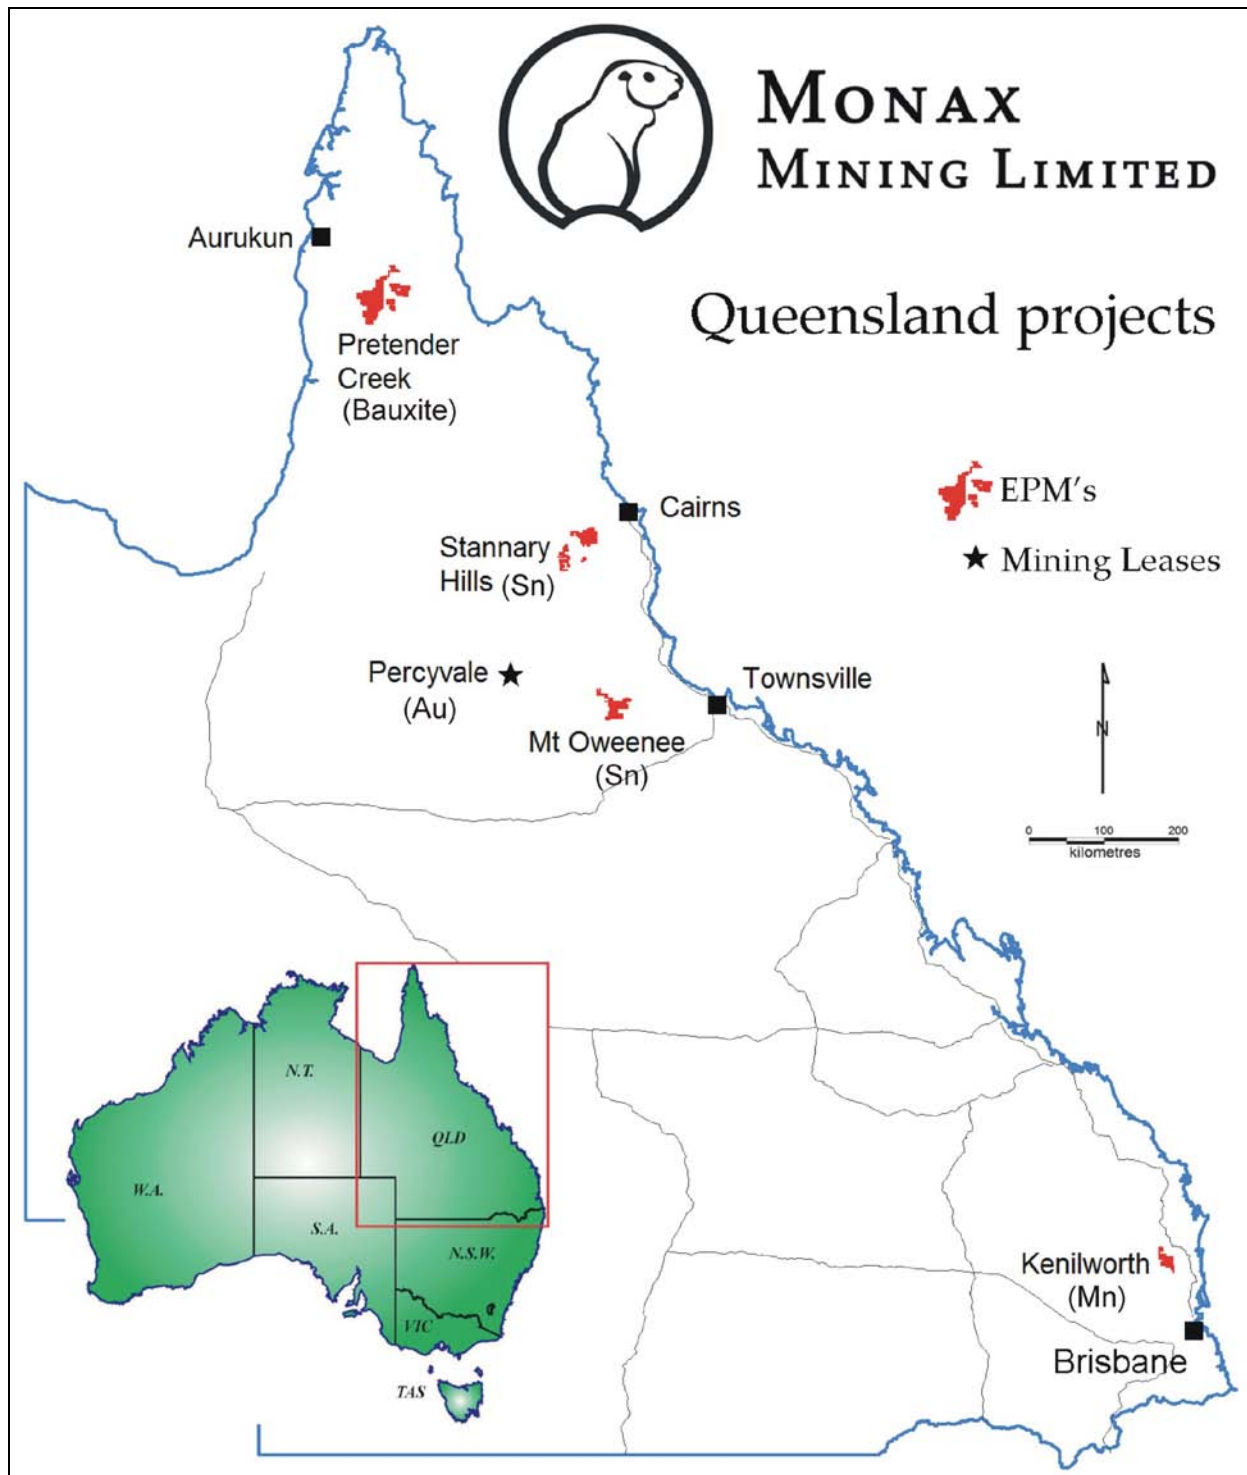 MONAX
MINING LIMITED
Queensland projects
Aurukun
Pretender
Creek
(Bauxite)
EPM's
Mining Leases
Cairns
Stannary
Hills (Sn)
Percyvale
(Au)
Townsville
Mt Oweenee
(Sn)
N
0 100 200
kilometres
N.T.
QLD
W.A.
S.A.
N.S.W.
VIC
TAS
Kenilworth
(Mn)
Brisbane